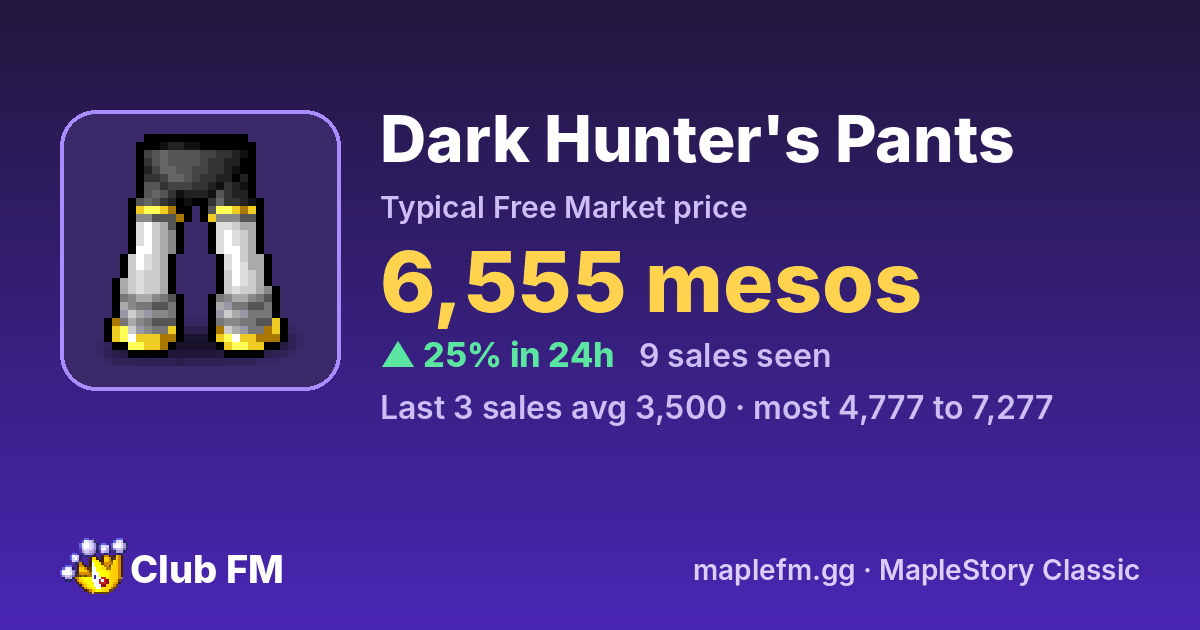 Dark Hunter's Pants
Typical Free Market price
6,555 mesos
▲ 25% in 24h 9 sales seen
Last 3 sales avg 3,500 · most 4,777 to 7,277
Club FM
maplefm.gg · MapleStory Classic